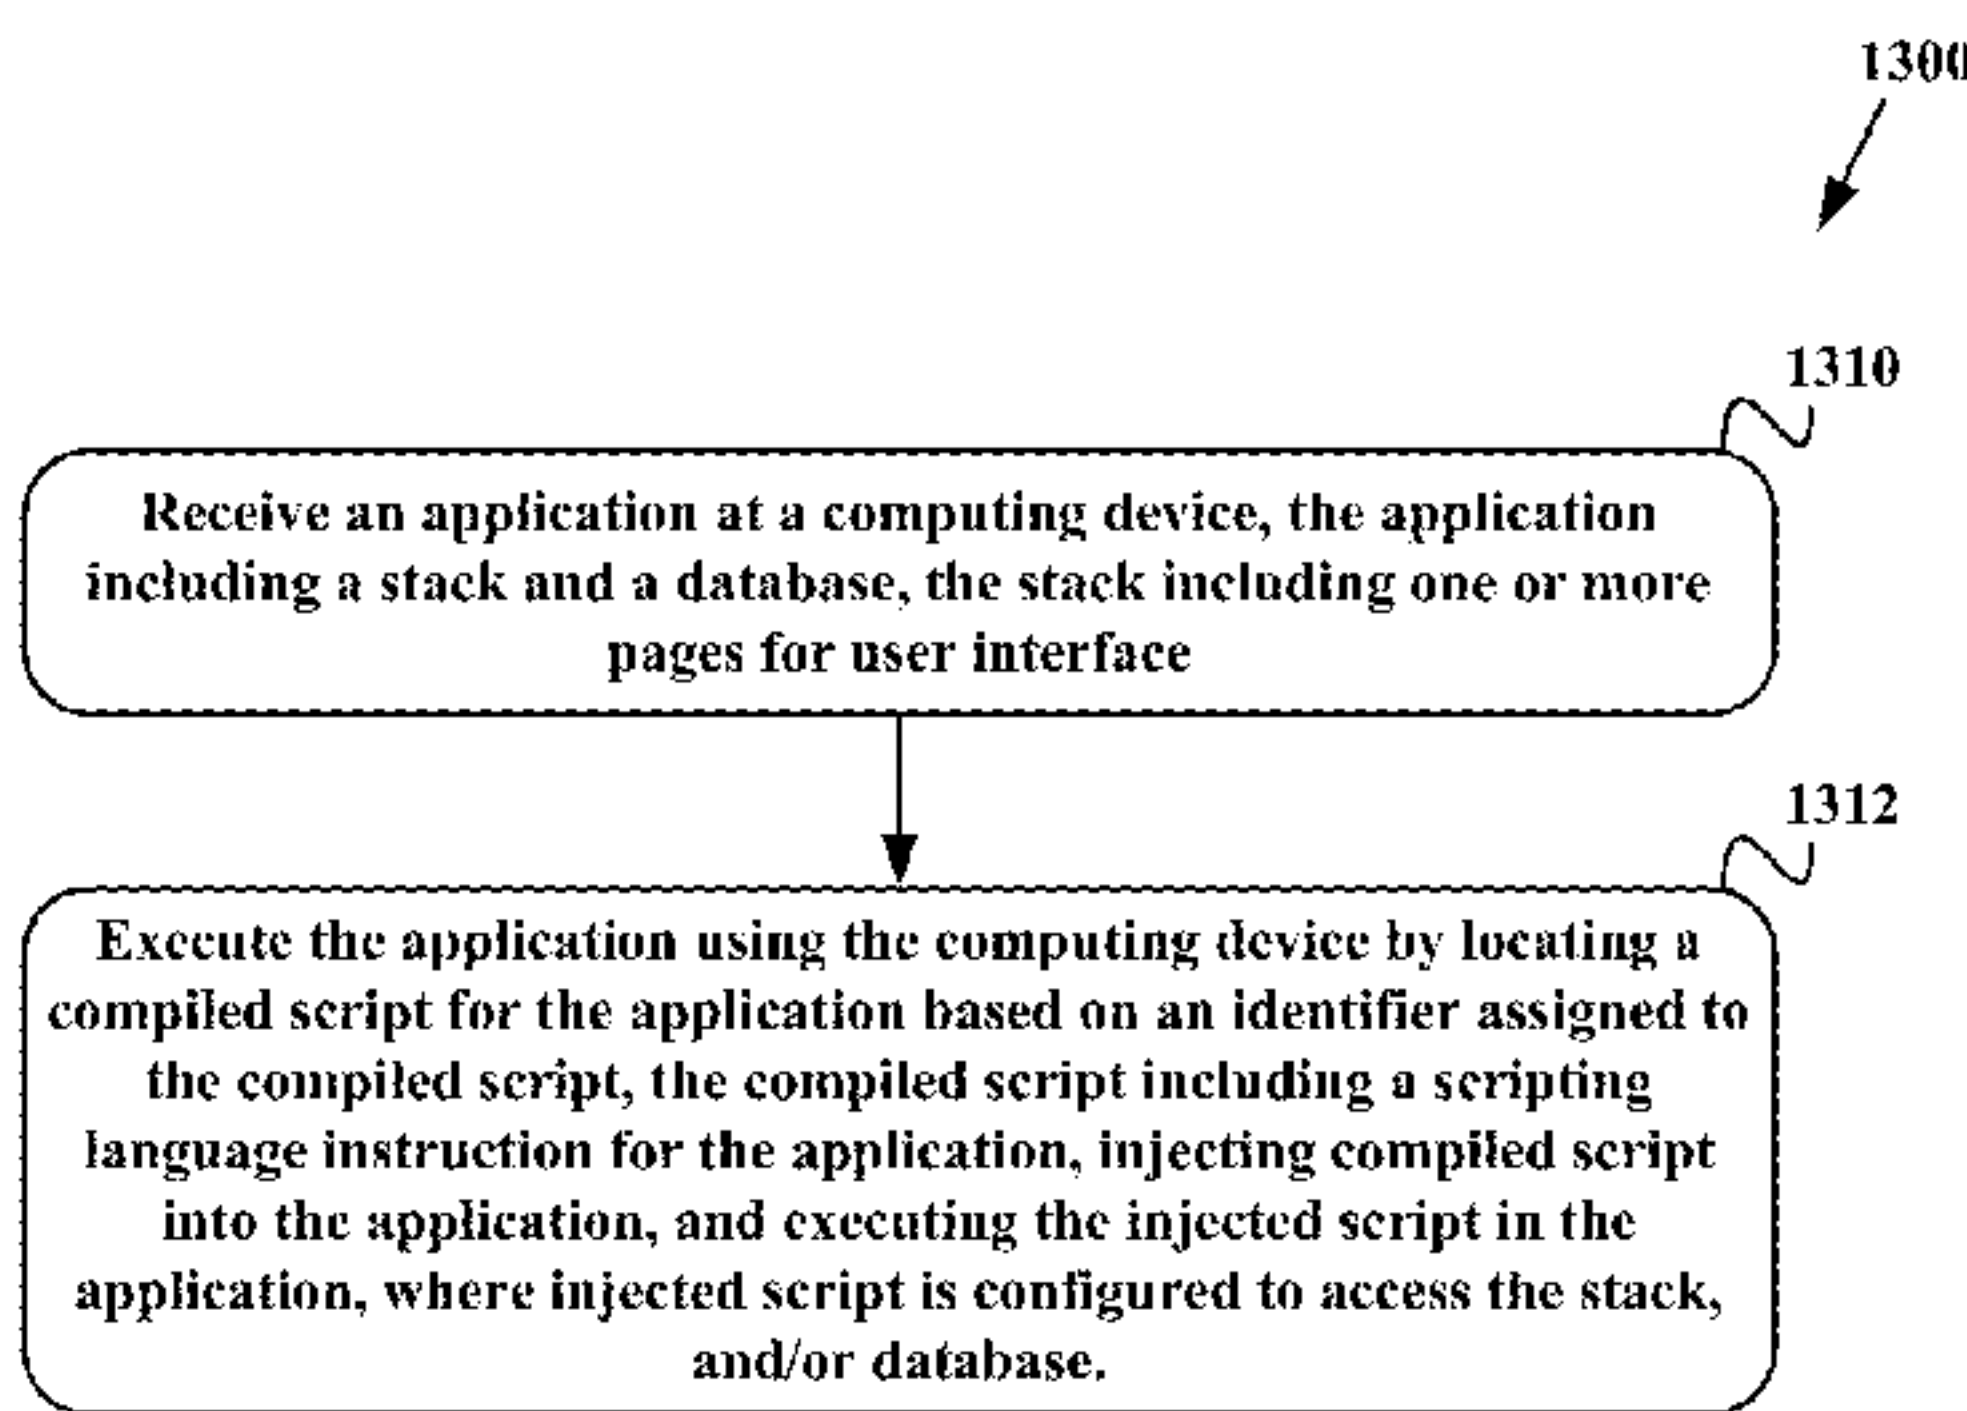 1300
1310
Receive an application at a computing device, the application
including a stack and a database, the stack including one or more
pages for user interface
1312
Execute the application using the computing device by locating a
compiled script for the application based on an identifier assigned to
the compiled script, the compiled script including a scripting
language instruction for the application, injecting compiled script
into the application, and executing the injected script in the
application, where injected script is configured to access the stack,
and/or database.